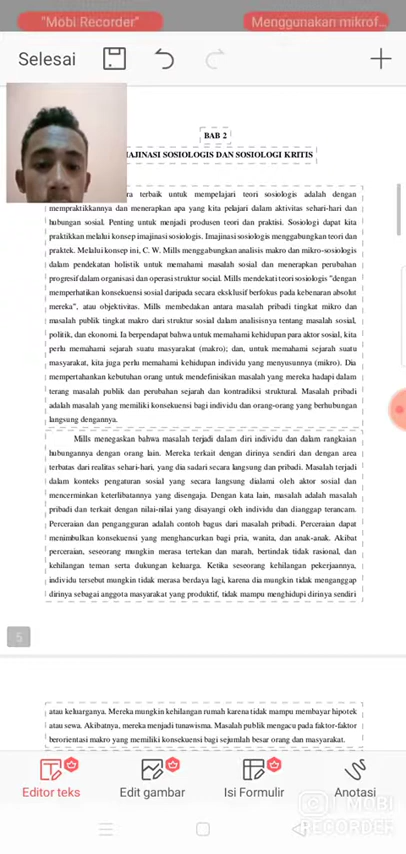 "Mobi Recorder"
Menggunakan mikrof...
Selesai
BAB 2
MAJINASI SOSIOLOGIS DAN SOSIOLOGI KRITIS
ra terbaik untuk mempelajari teori sosiologis adalah dengan
mempraktikkannya dan menerapkan apa yang kita pelajari dalam aktivitas sehari-hari dan
hubungan sosial. Penting untuk menjadi produsen teori dan praktisi. Sosiologi dapat kita
praktikkan melalui konsep imajinasi sosiologis. Imajinasi sosiologis menggabungkan teori dan
praktek. Melalui konsep ini, C. W. Mills menggabungkan analisis makro dan mikro-sosiologis
dalam pendekatan holistik untuk memahami masalah sosial dan menerapkan perubahan
progresif dalam organisasi dan operasi struktur social. Mills mendekati teori sosiologis "dengan
memperhatikan konsekuensi sosial daripada secara eksklusif berfokus pada kebenaran absolut
mereka", atau objektivitas. Mills membedakan antara masalah pribadi tingkat mikro dan
masalah publik tingkat makro dari struktur sosial dalam analisisnya tentang masalah sosial,
politik, dan ekonomi. Ia berpendapat bahwa untuk memahami kehidupan para aktor sosial, kita
perlu memahami sejarah suatu masyarakat (makro); dan, untuk memahami sejarah suatu
masyarakat, kita juga perlu memahami kehidupan individu yang menyusunnya (mikro). Dia
mempertahankan kebutuhan orang untuk mendefinisikan masalah yang mereka hadapi dalam
terang masalah publik dan perubahan sejarah dan kontradiksi struktural. Masalah pribadi
adalah masalah yang memiliki konsekuensi bagi individu dan orang-orang yang berhubungan
langsung dengannya.
Mills menegaskan bahwa masalah terjadi dalam diri individu dan dalam rangkaian
hubungannya dengan orang lain. Mereka terkait dengan dirinya sendiri dan dengan area
terbatas dari realitas sehari-hari, yang dia sadari secara langsung dan pribadi. Masalah terjadi
dalam konteks pengaturan sosial yang secara langsung dialami oleh aktor sosial dan
mencerminkan keterlibatannya yang disengaja. Dengan kata lain, masalah adalah masalah
pribadi dan terkait dengan nilai-nilai yang disayangi oleh individu dan dianggap terancam.
Perceraian dan pengangguran adalah contoh bagus dari masalah pribadi. Perceraian dapat
menimbulkan konsekuensi yang menghancurkan bagi pria, wanita, dan anak-anak. Akibat
perceraian, seseorang mungkin merasa tertekan dan marah, bertindak tidak rasional, dan
kehilangan teman serta dukungan keluarga. Ketika seseorang kehilangan pekerjaannya,
individu tersebut mungkin tidak merasa berdaya lagi, karena dia mungkin tidak menganggap
dirinya sebagai anggota masyarakat yang produktif, tidak mampu menghidupi dirinya sendiri
5
atau keluarganya. Mereka mungkin kehilangan rumah karena tidak mampu membayar hipotek
atau sewa. Akibatnya, mereka menjadi tunawisma. Masalah publik mengacu pada faktor-faktor
berorientasi makro yang memiliki konsekuensi bagi sejumlah besar orang dan masyarakat.
Editor teks
Edit gambar
Isi Formulir
Anotasi
MOBI
RECORDER